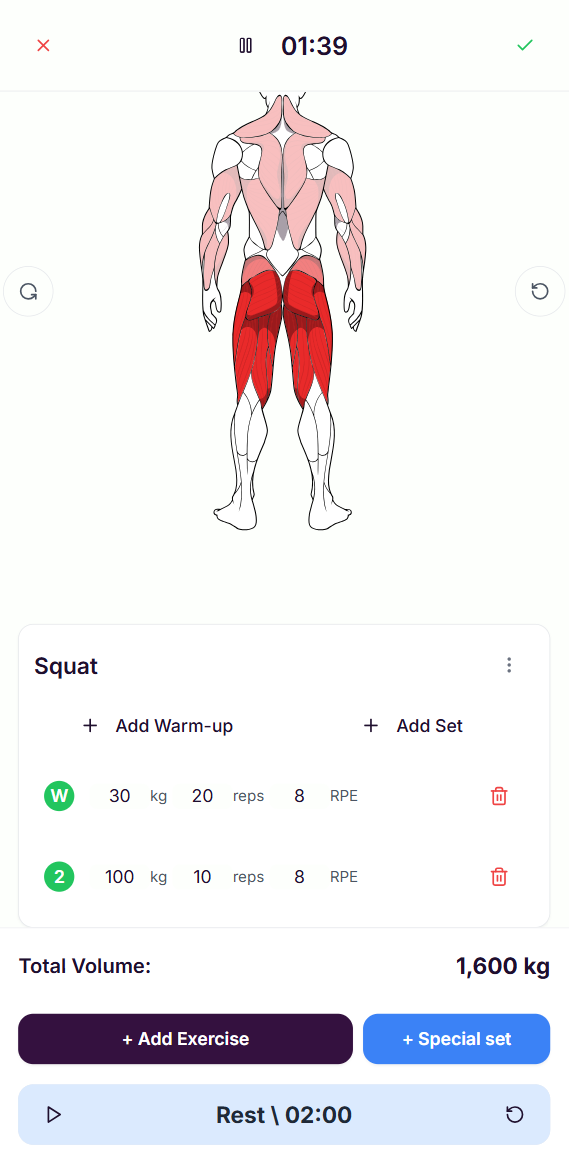 01:39
Squat
+ Add Warm-up + Add Set
W 30 kg 20 reps 8 RPE
2 100 kg 10 reps 8 RPE
Total Volume: 1,600 kg
+ Add Exercise + Special set
Rest \ 02:00